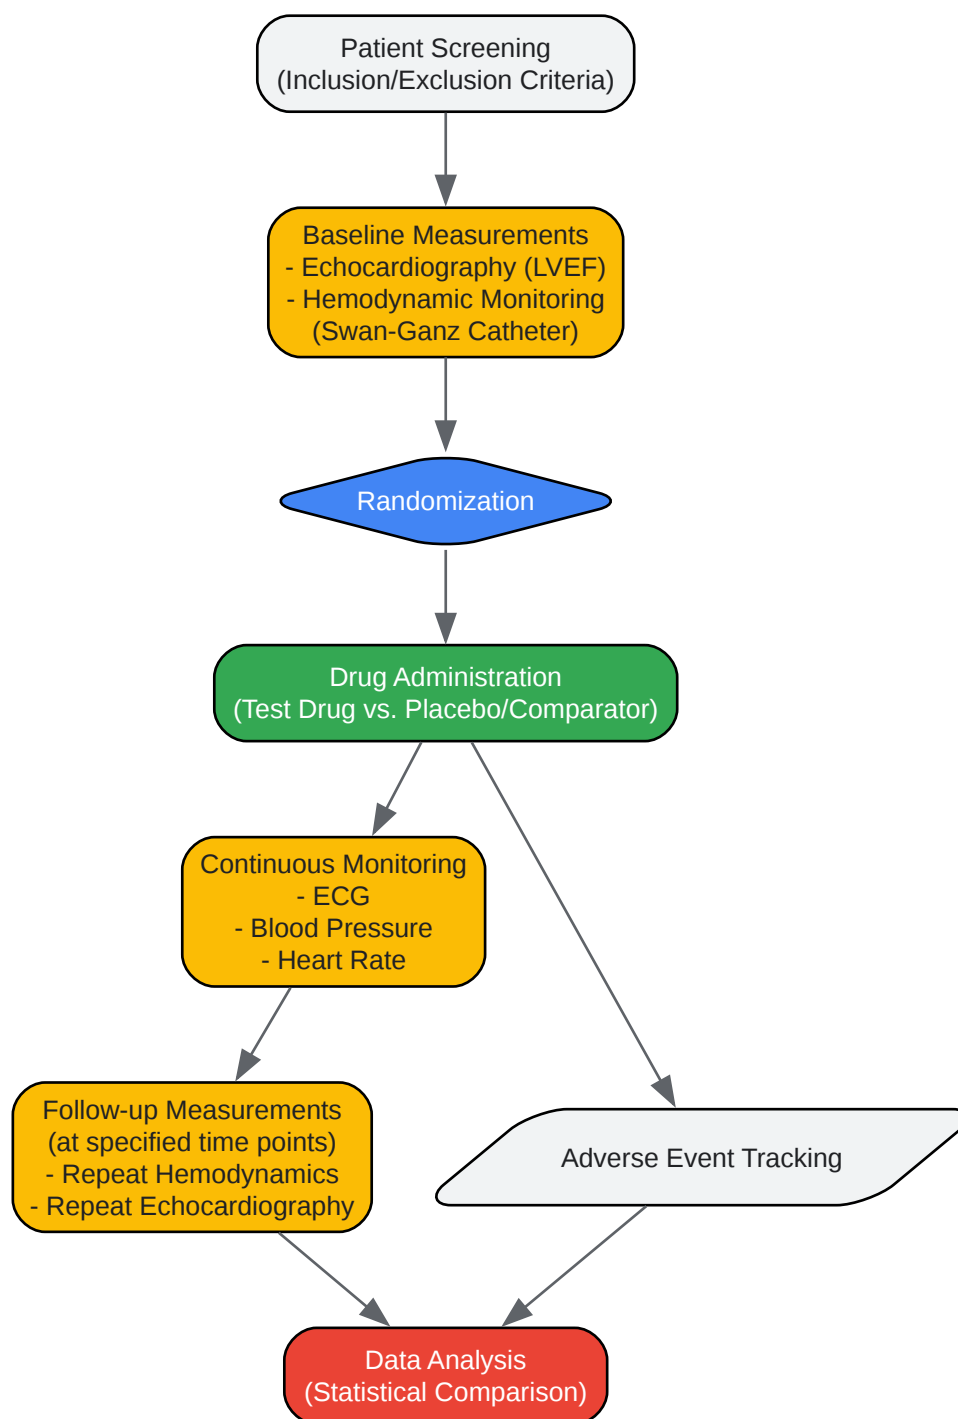 Patient Screening
(Inclusion/Exclusion Criteria)
Baseline Measurements
- Echocardiography (LVEF)
- Hemodynamic Monitoring
(Swan-Ganz Catheter)
Randomization
Drug Administration
(Test Drug vs. Placebo/Comparator)
Continuous Monitoring
- ECG
- Blood Pressure
- Heart Rate
Follow-up Measurements
(at specified time points)
- Repeat Hemodynamics
- Repeat Echocardiography
Adverse Event Tracking
Data Analysis
(Statistical Comparison)